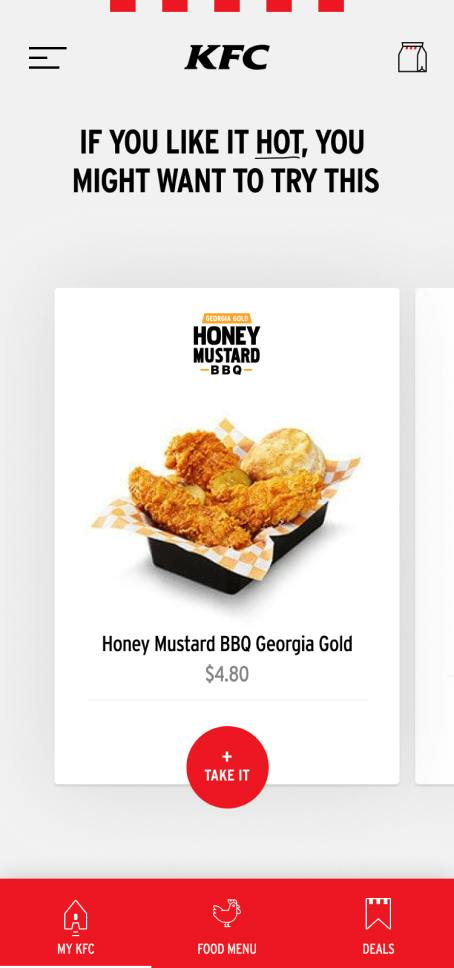 KFC
IF YOU LIKE IT HOT, YOU
MIGHT WANT TO TRY THIS
GEORGIA GOLD
HONEY
MUSTARD
BBQ
Honey Mustard BBQ Georgia Gold
$4.80
+
TAKE IT
MY KFC
FOOD MENU
DEALS